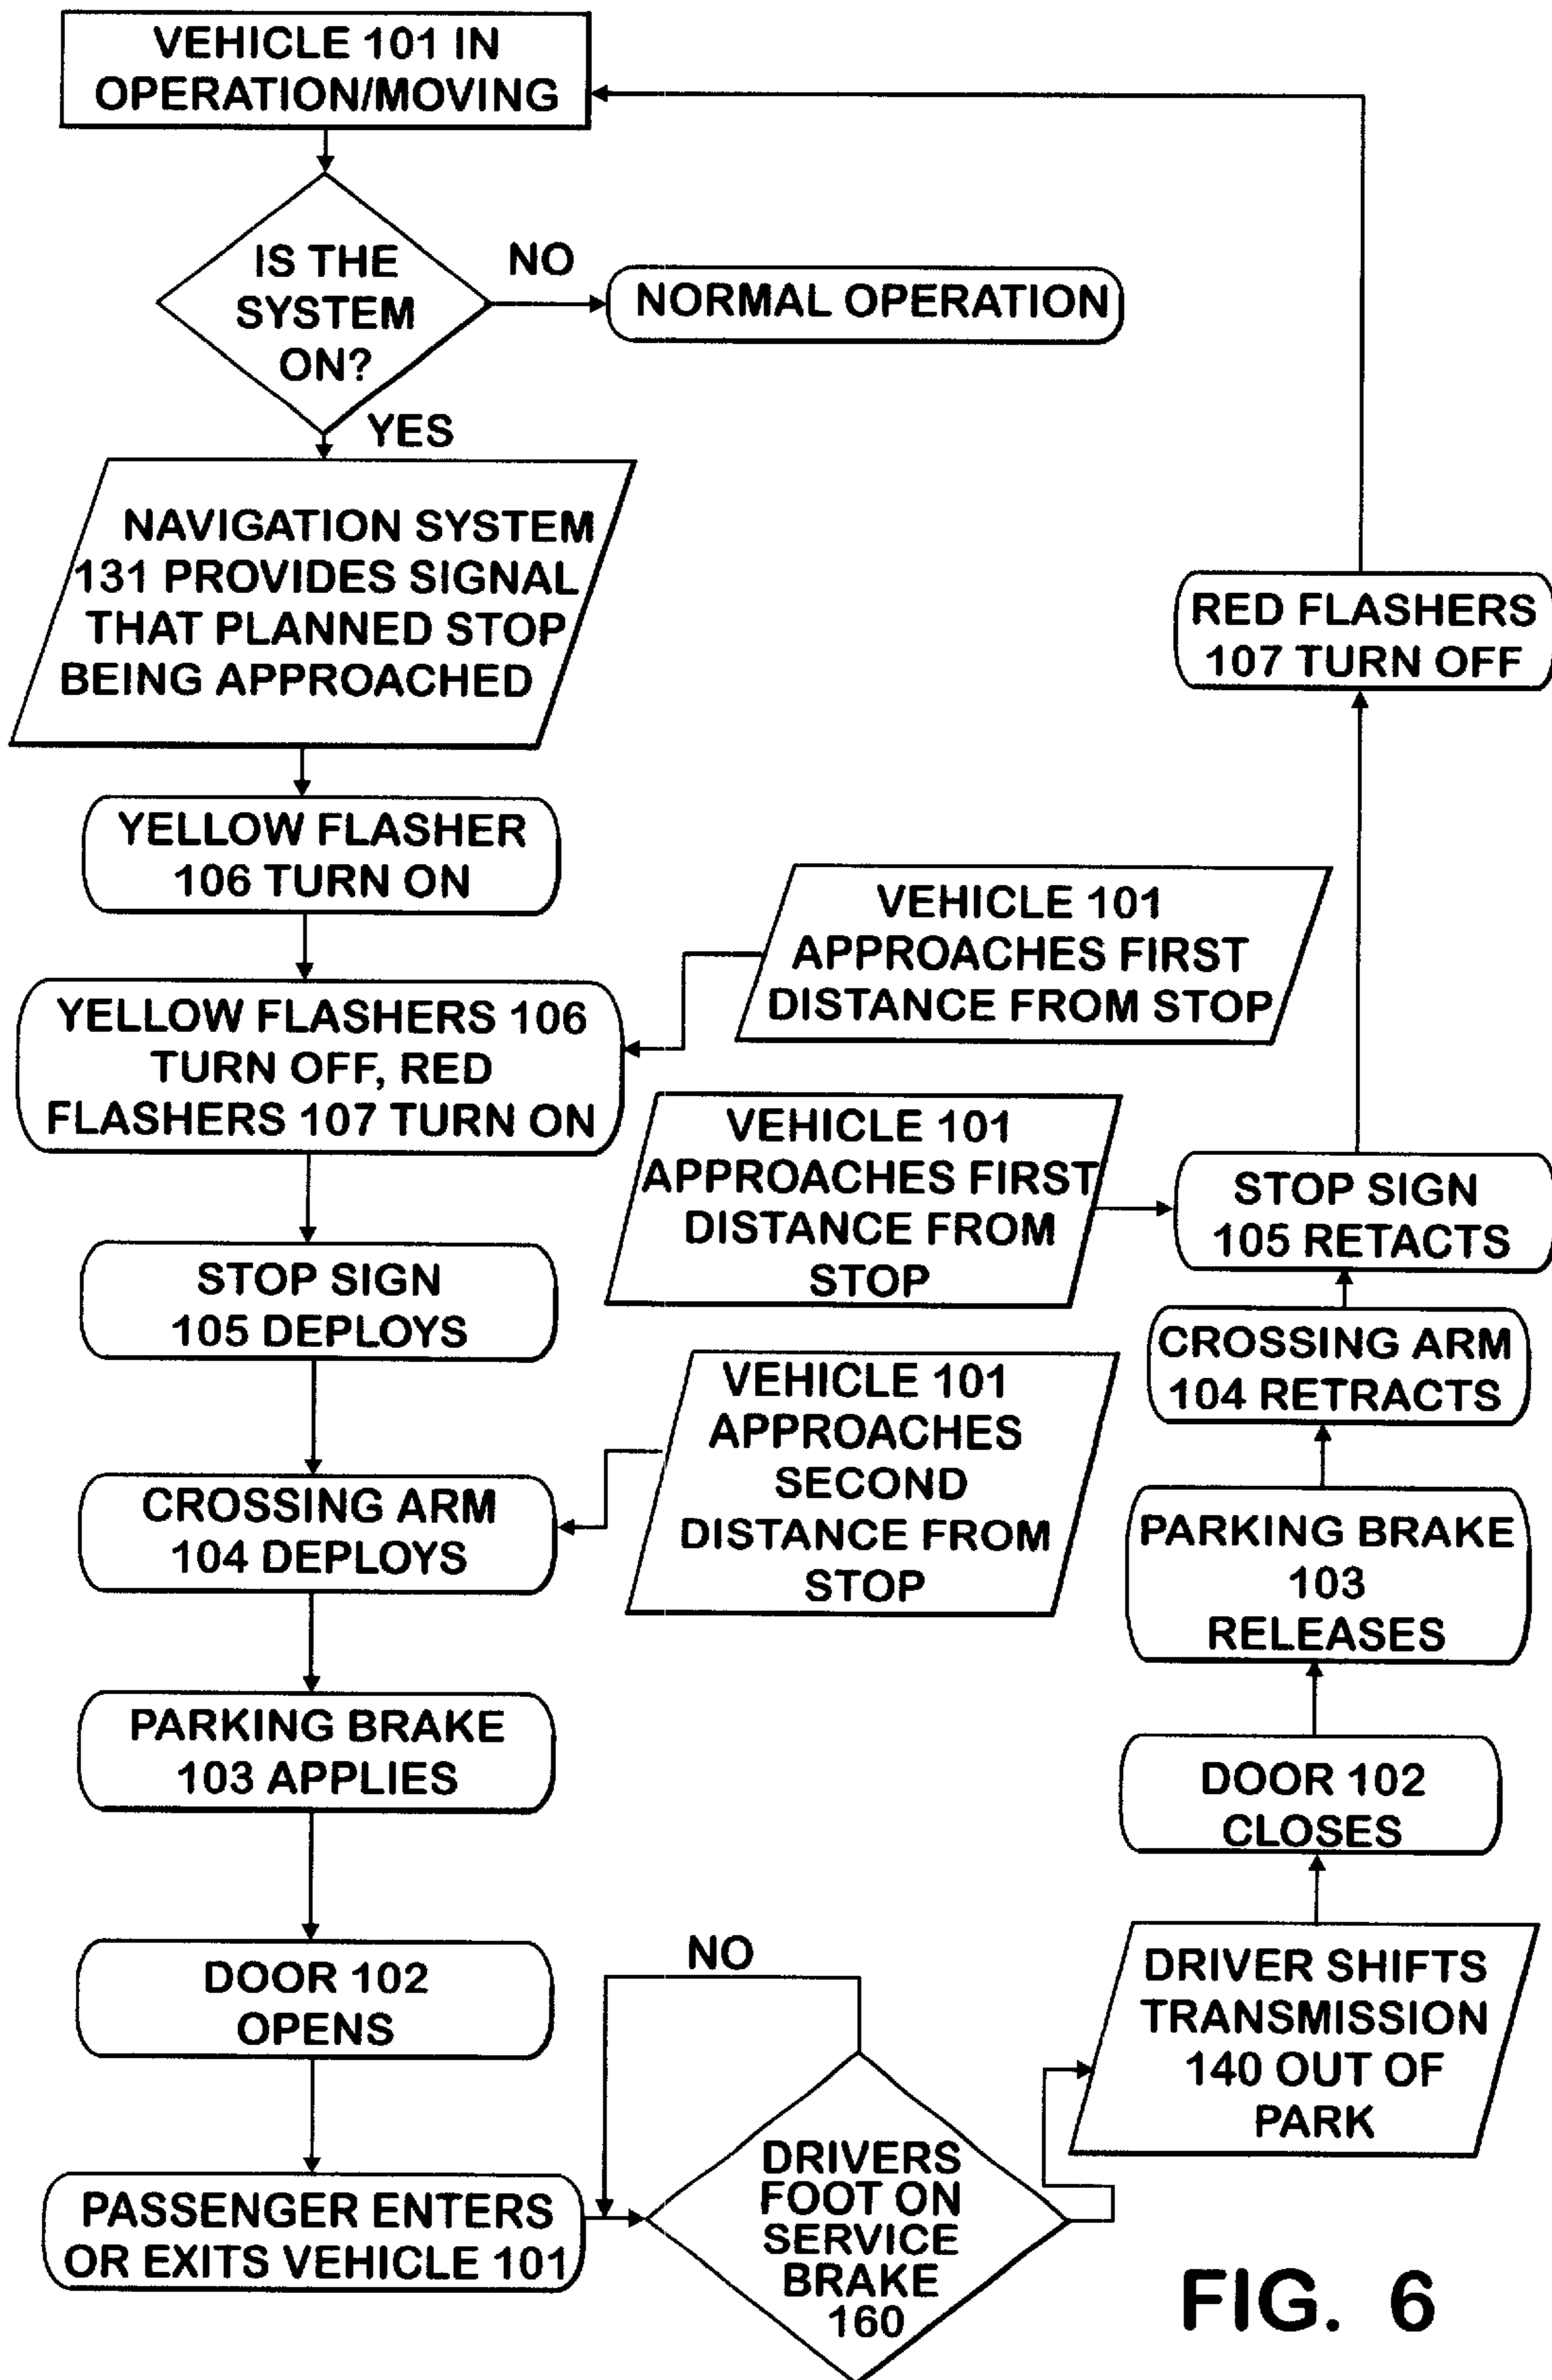 VEHICLE 101 IN
OPERATION/MOVING
IS THE
SYSTEM
ON?
NO
NORMAL OPERATION
YES
NAVIGATION SYSTEM
131 PROVIDES SIGNAL
THAT PLANNED STOP
BEING APPROACHED
YELLOW FLASHER
106 TURN ON
VEHICLE 101
APPROACHES FIRST
DISTANCE FROM STOP
YELLOW FLASHERS 106
TURN OFF, RED
FLASHERS 107 TURN ON
STOP SIGN
105 DEPLOYS
VEHICLE 101
APPROACHES SECOND
DISTANCE FROM
STOP
CROSSING ARM
104 DEPLOYS
PARKING BRAKE
103 APPLIES
DOOR 102
OPENS
PASSENGER ENTERS
OR EXITS VEHICLE 101
NO
DRIVERS
FOOT ON
SERVICE
BRAKE
160
DRIVER SHIFTS
TRANSMISSION
140 OUT OF
PARK
DOOR 102
CLOSES
PARKING BRAKE
103
RELEASES
CROSSING ARM
104 RETRACTS
VEHICLE 101
APPROACHES FIRST
DISTANCE FROM
STOP
STOP SIGN
105 RETACTS
RED FLASHERS
107 TURN OFF
FIG. 6